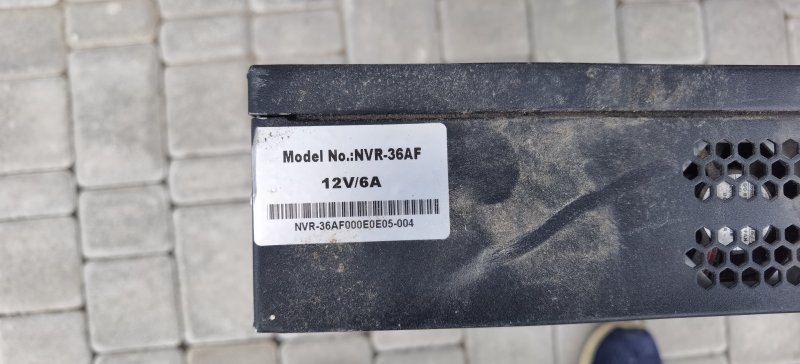 Model No.:NVR-36AF
12V/6A
NVR-36AF000E0E05-004